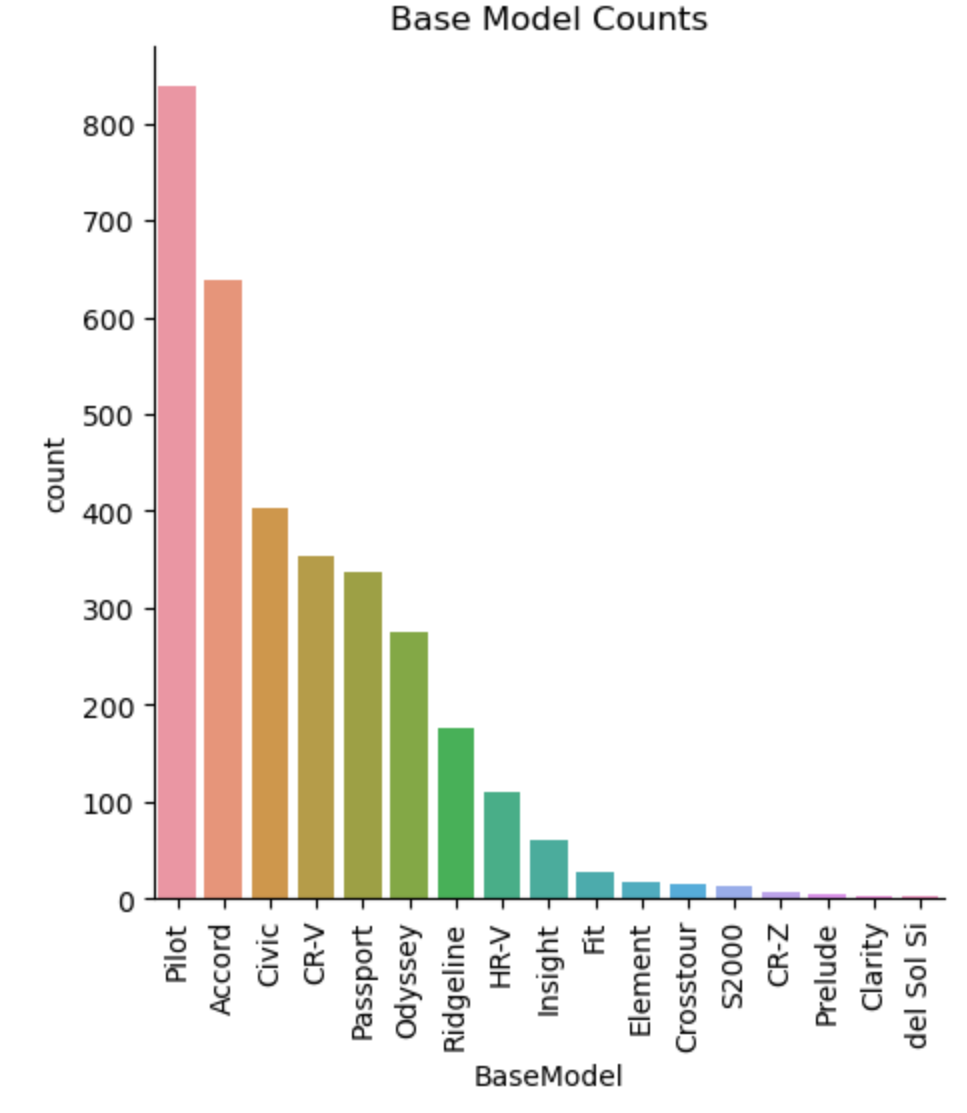 Base Model Counts
800
700
600
500
400
300
200
100
0
count
Pilot
Accord
Civic
CR-V
Passport
Odyssey
Ridgeline
HR-V
Insight
Fit
Element
Crosstour
S2000
CR-Z
Prelude
Clarity
del Sol Si
BaseModel